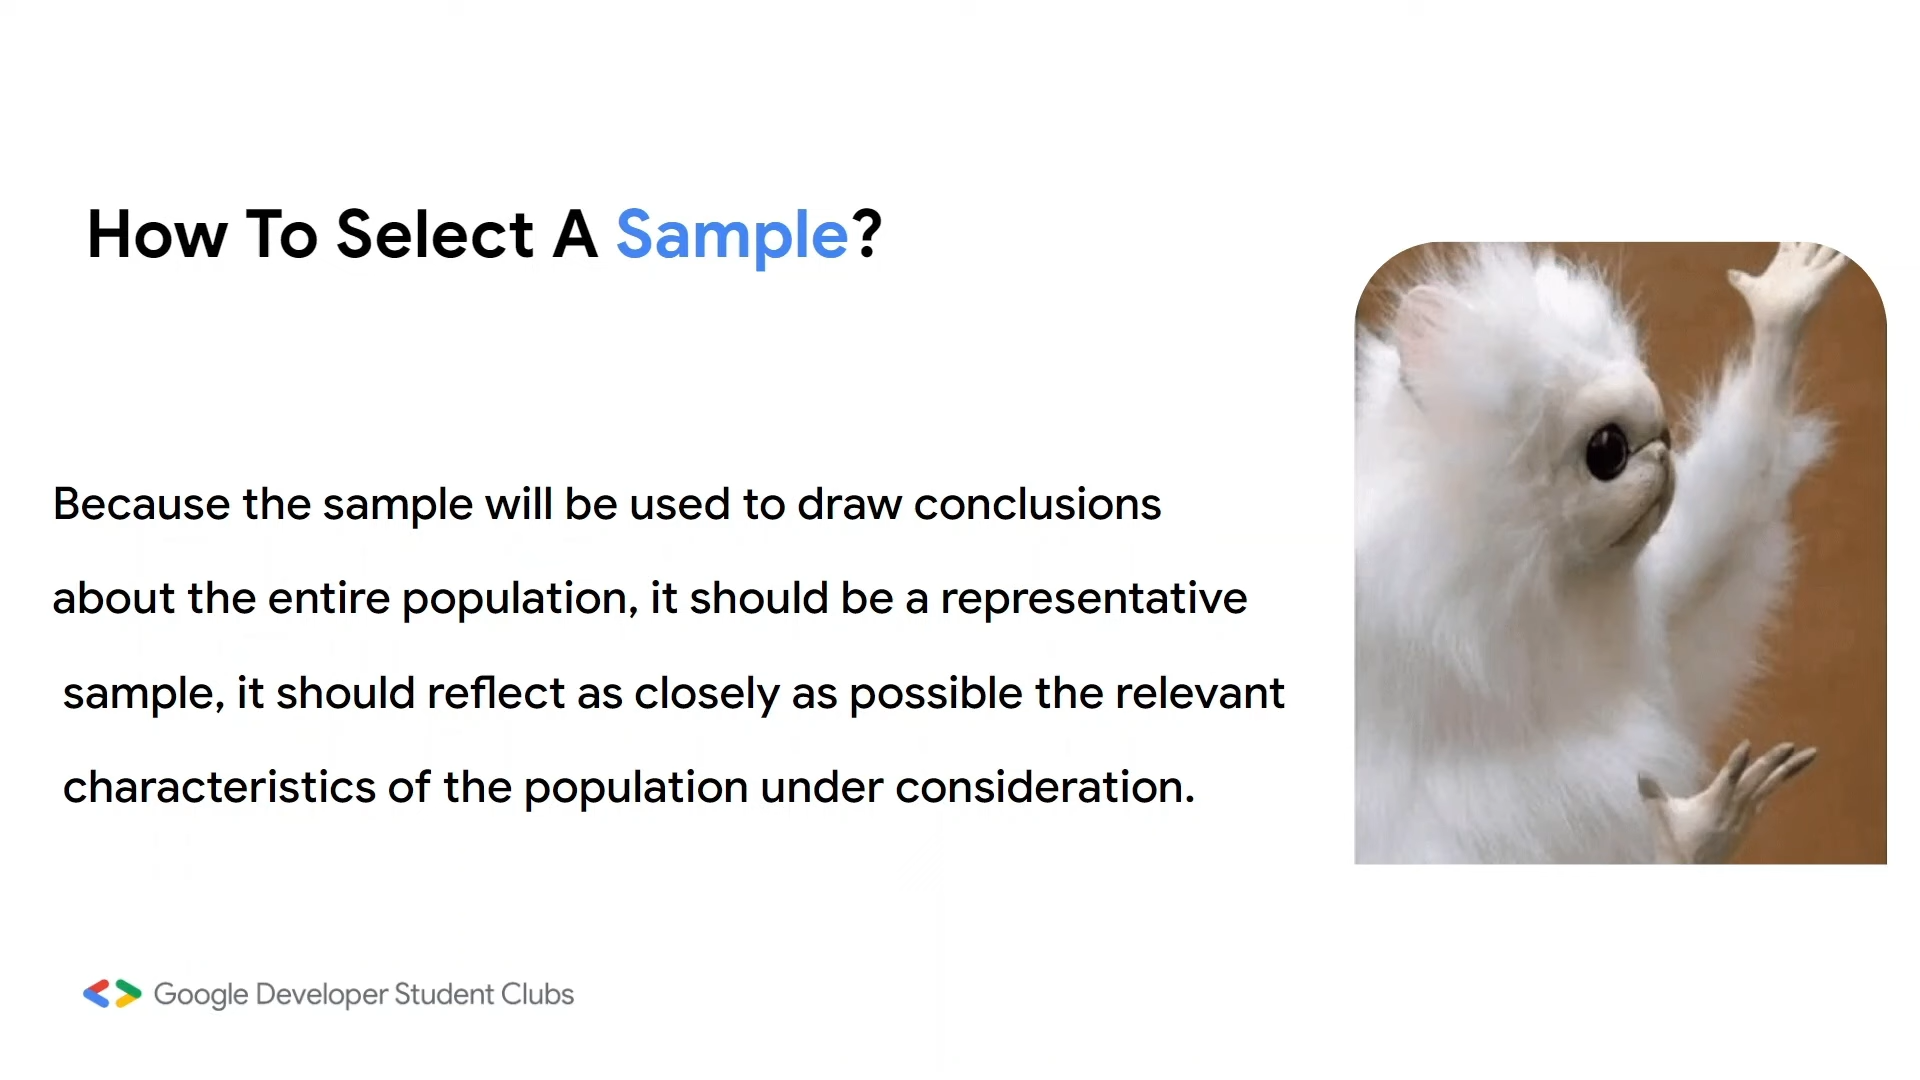 How To Select A Sample?
Because the sample will be used to draw conclusions
about the entire population, it should be a representative
sample, it should reflect as closely as possible the relevant
characteristics of the population under consideration.
Google Developer Student Clubs